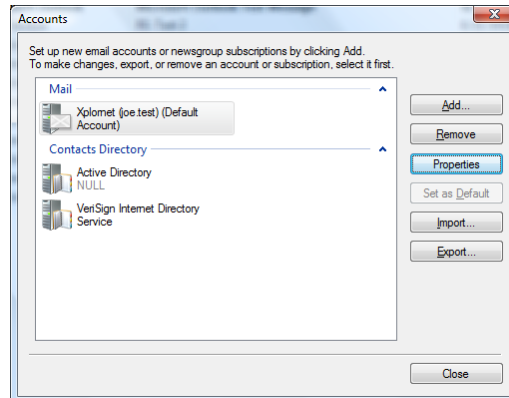 Accounts
Set up new email accounts or newsgroup subscriptions by clicking Add.
To make changes, export, or remove an account or subscription, select it first.
Mail
Xplornet (joe.test) (Default
Account)
Contacts Directory
Active Directory
NULL
VeriSign Internet Directory
Service
Add...
Remove
Properties
Set as Default
Import...
Export...
Close